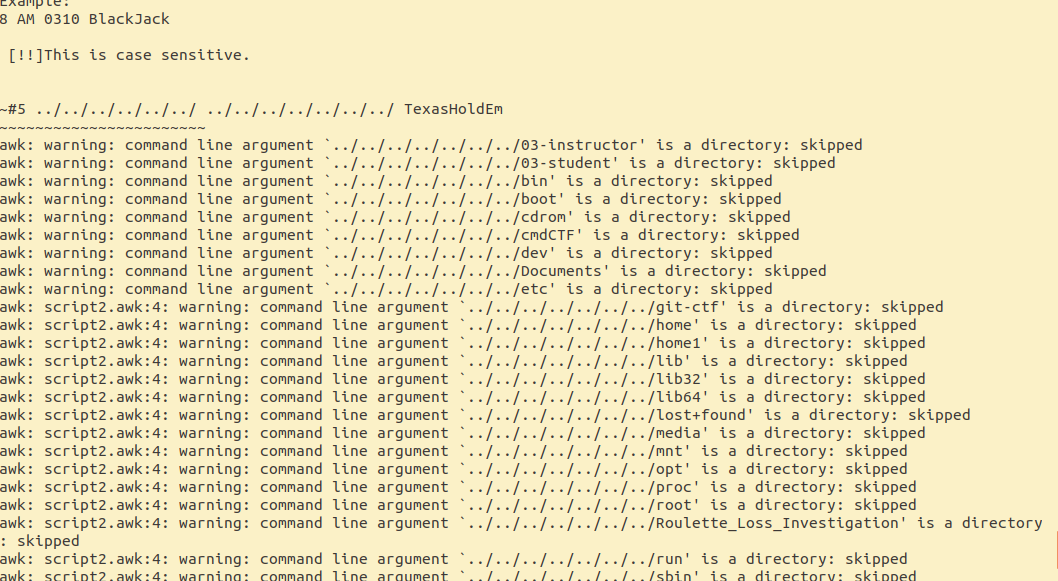 Example:
8 AM 0310 BlackJack
[!!]This is case sensitive.
~#5 ../../../../../../ ../../../../../../../ TexasHoldEm
~~~~~~~~~~~~~~~~~~~~~~~
awk: warning: command line argument `../../../../../../../03-instructor' is a directory: skipped
awk: warning: command line argument `../../../../../../../03-student' is a directory: skipped
awk: warning: command line argument `../../../../../../../bin' is a directory: skipped
awk: warning: command line argument `../../../../../../../boot' is a directory: skipped
awk: warning: command line argument `../../../../../../../cdrom' is a directory: skipped
awk: warning: command line argument `../../../../../../../cmdCTF' is a directory: skipped
awk: warning: command line argument `../../../../../../../dev' is a directory: skipped
awk: warning: command line argument `../../../../../../../Documents' is a directory: skipped
awk: warning: command line argument `../../../../../../../etc' is a directory: skipped
awk: script2.awk:4: warning: command line argument `../../../../../../../git-ctf' is a directory: skipped
awk: script2.awk:4: warning: command line argument `../../../../../../../home' is a directory: skipped
awk: script2.awk:4: warning: command line argument `../../../../../../../home1' is a directory: skipped
awk: script2.awk:4: warning: command line argument `../../../../../../../lib' is a directory: skipped
awk: script2.awk:4: warning: command line argument `../../../../../../../lib32' is a directory: skipped
awk: script2.awk:4: warning: command line argument `../../../../../../../lib64' is a directory: skipped
awk: script2.awk:4: warning: command line argument `../../../../../../../lost+found' is a directory: skipped
awk: script2.awk:4: warning: command line argument `../../../../../../../media' is a directory: skipped
awk: script2.awk:4: warning: command line argument `../../../../../../../mnt' is a directory: skipped
awk: script2.awk:4: warning: command line argument `../../../../../../../opt' is a directory: skipped
awk: script2.awk:4: warning: command line argument `../../../../../../../proc' is a directory: skipped
awk: script2.awk:4: warning: command line argument `../../../../../../../root' is a directory: skipped
awk: script2.awk:4: warning: command line argument `../../../../../../../Roulette_Loss_Investigation' is a directory
: skipped
awk: script2.awk:4: warning: command line argument `../../../../../../../run' is a directory: skipped
awk: script2.awk:4: warning: command line argument `../../../../../../../sbin' is a directory: skipped